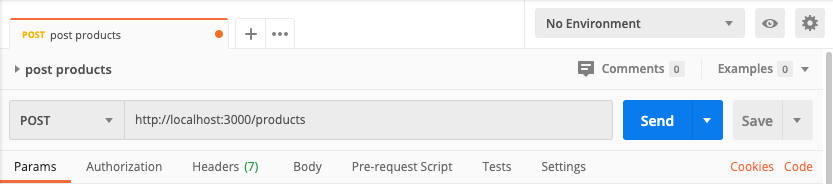 POST post products No Environment
post products Comments 0 Examples 0
POST http://localhost:3000/products Send Save
Params Authorization Headers (7) Body Pre-request Script Tests Settings Cookies Code